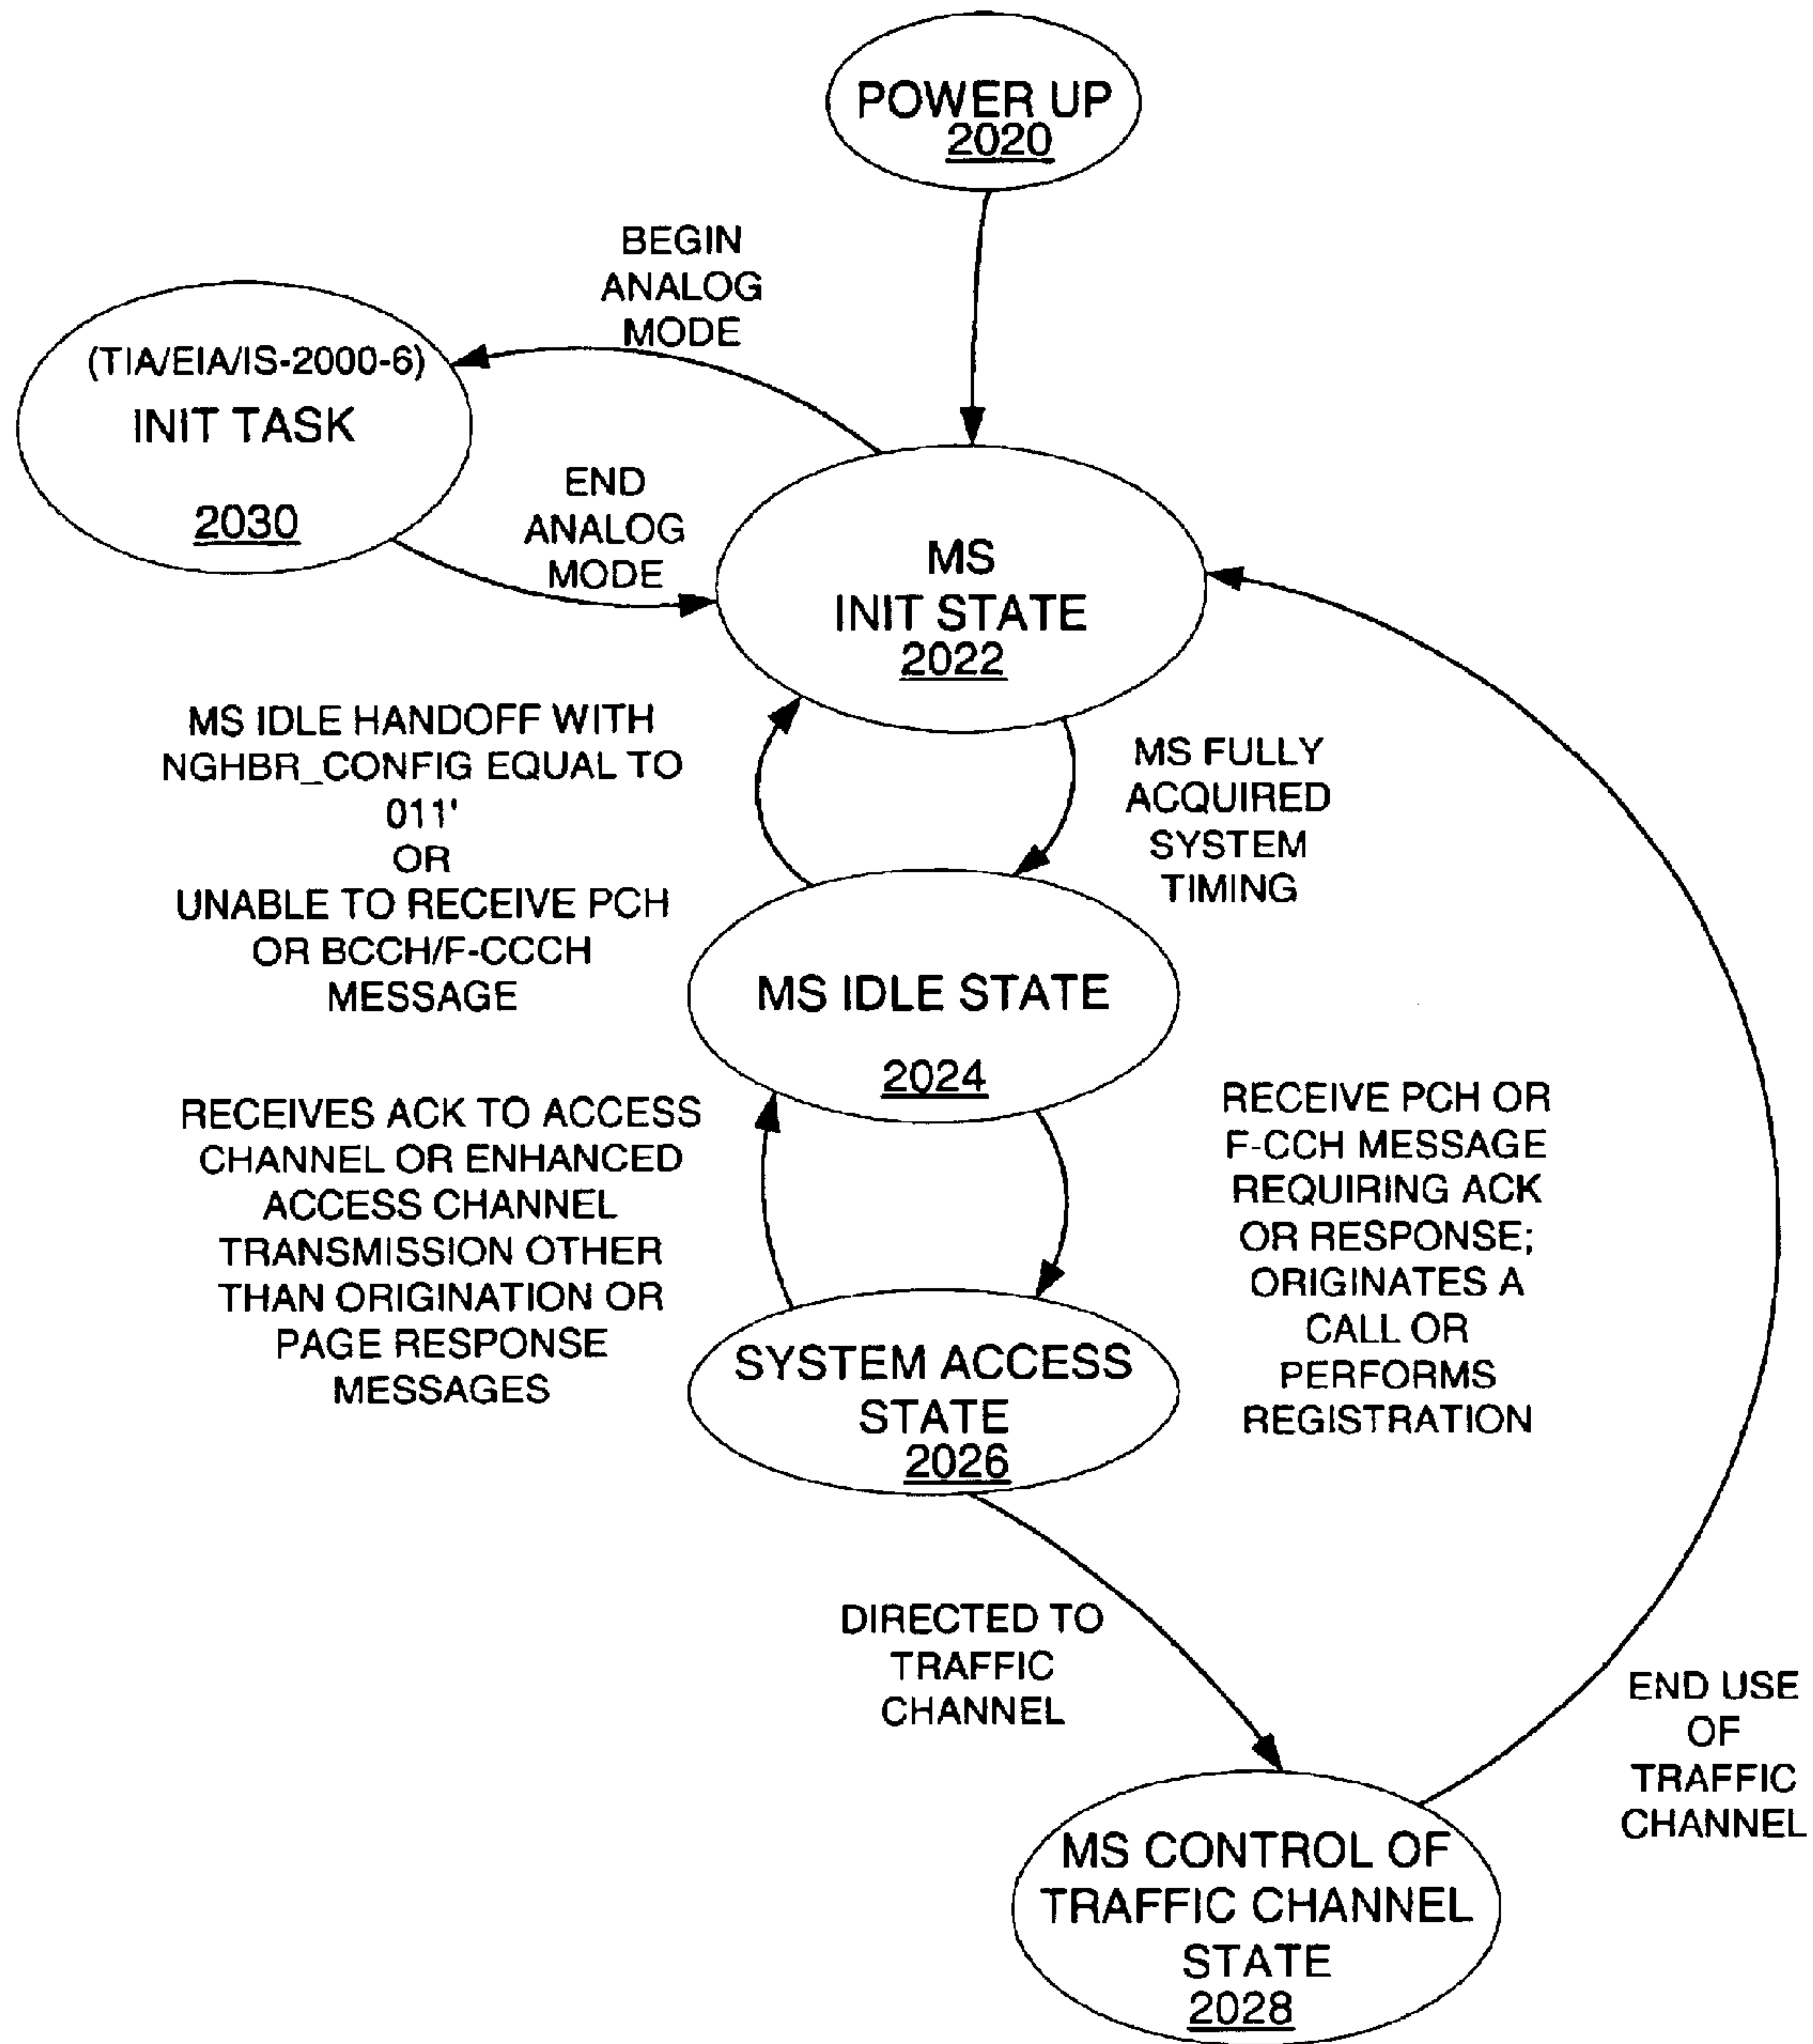 POWER UP
2020
BEGIN
ANALOG
MODE
(TIA/EIA/IS-2000-6)
INIT TASK
2030
END
ANALOG
MODE
MS
INIT STATE
2022
MS IDLE HANDOFF WITH
NGHBR_CONFIG EQUAL TO
011'
OR
UNABLE TO RECEIVE PCH
OR BCCH/F-CCCH
MESSAGE
MS FULLY
ACQUIRED
SYSTEM
TIMING
MS IDLE STATE
2024
RECEIVES ACK TO ACCESS
CHANNEL OR ENHANCED
ACCESS CHANNEL
TRANSMISSION OTHER
THAN ORIGINATION OR
PAGE RESPONSE
MESSAGES
RECEIVE PCH OR
F-CCH MESSAGE
REQUIRING ACK
OR RESPONSE;
ORIGINATES A
CALL OR
PERFORMS
REGISTRATION
SYSTEM ACCESS
STATE
2026
DIRECTED TO
TRAFFIC
CHANNEL
END USE
OF
TRAFFIC
CHANNEL
MS CONTROL OF
TRAFFIC CHANNEL
STATE
2028